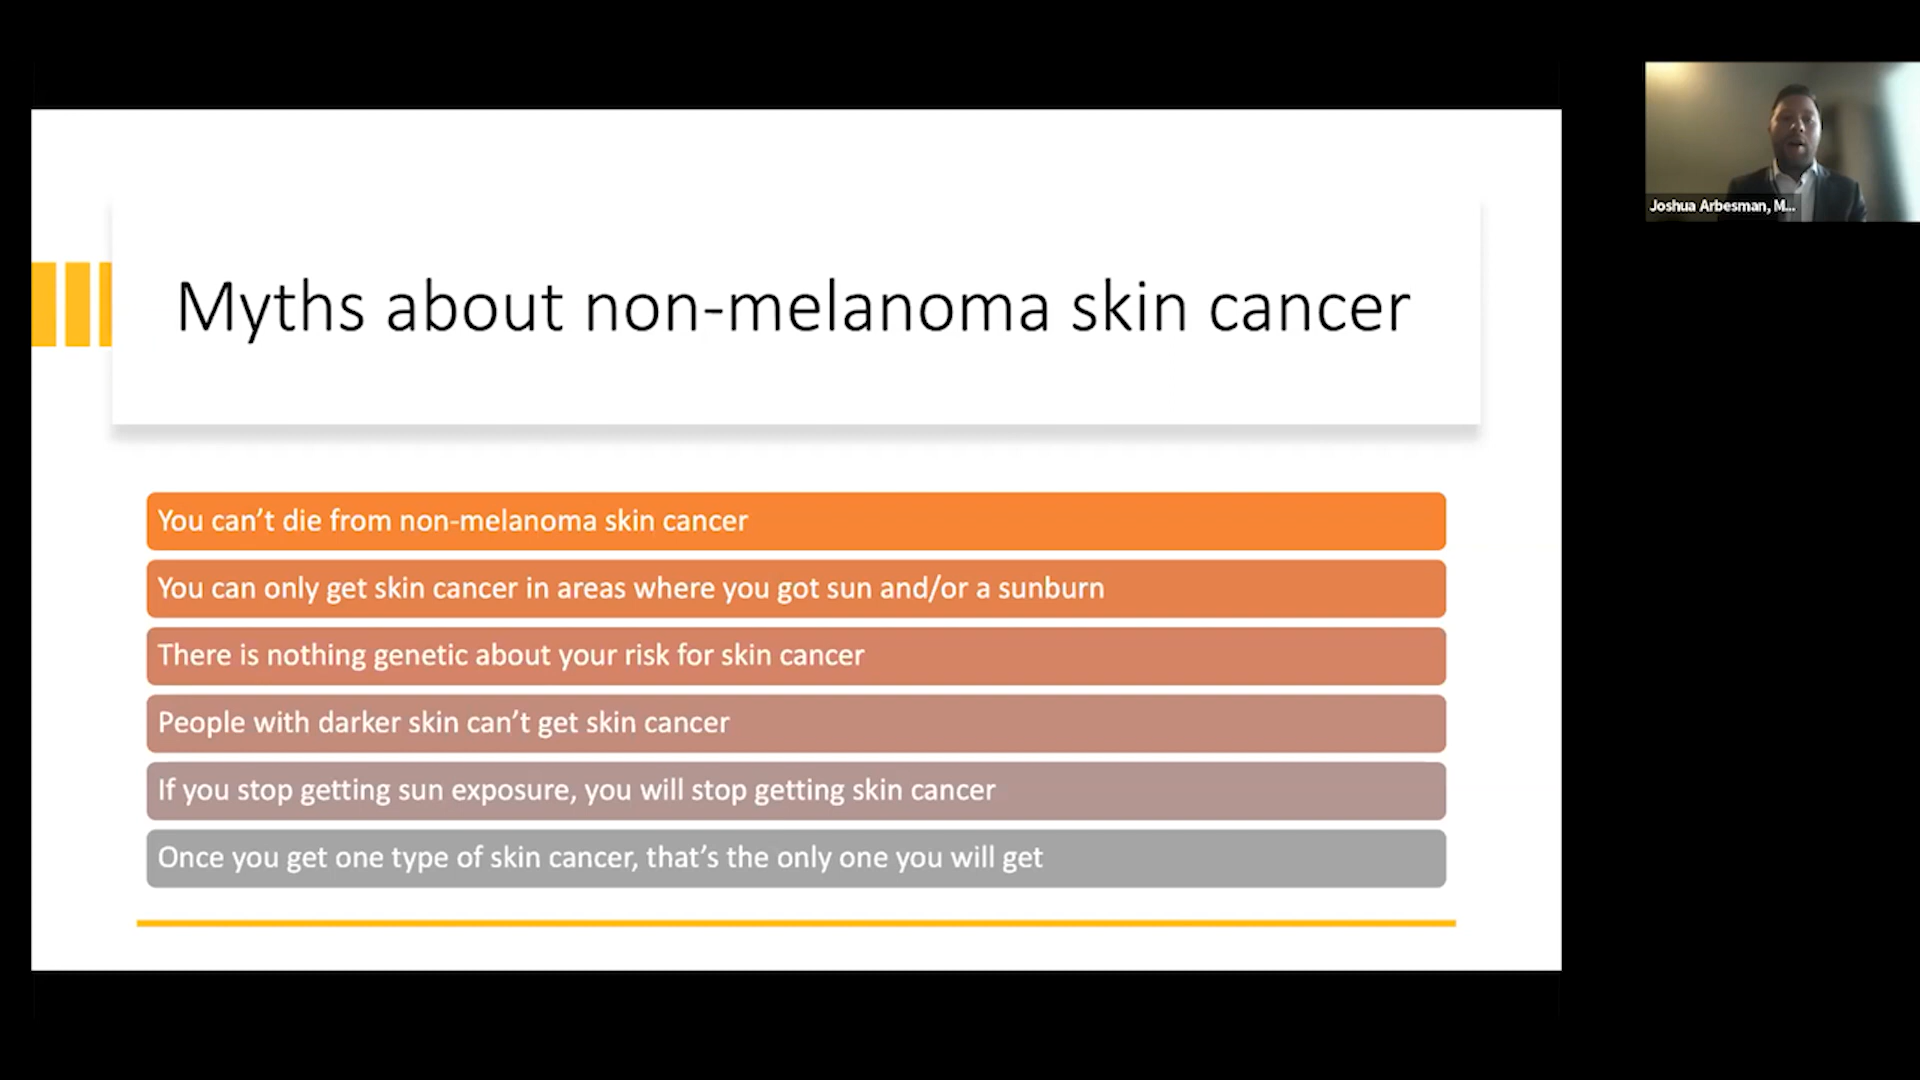 Myths about non-melanoma skin cancer
You can’t die from non-melanoma skin cancer
You can only get skin cancer in areas where you got sun and/or a sunburn
There is nothing genetic about your risk for skin cancer
People with darker skin can’t get skin cancer
If you stop getting sun exposure, you will stop getting skin cancer
Once you get one type of skin cancer, that’s the only one you will get
Joshua Arbesman, M...